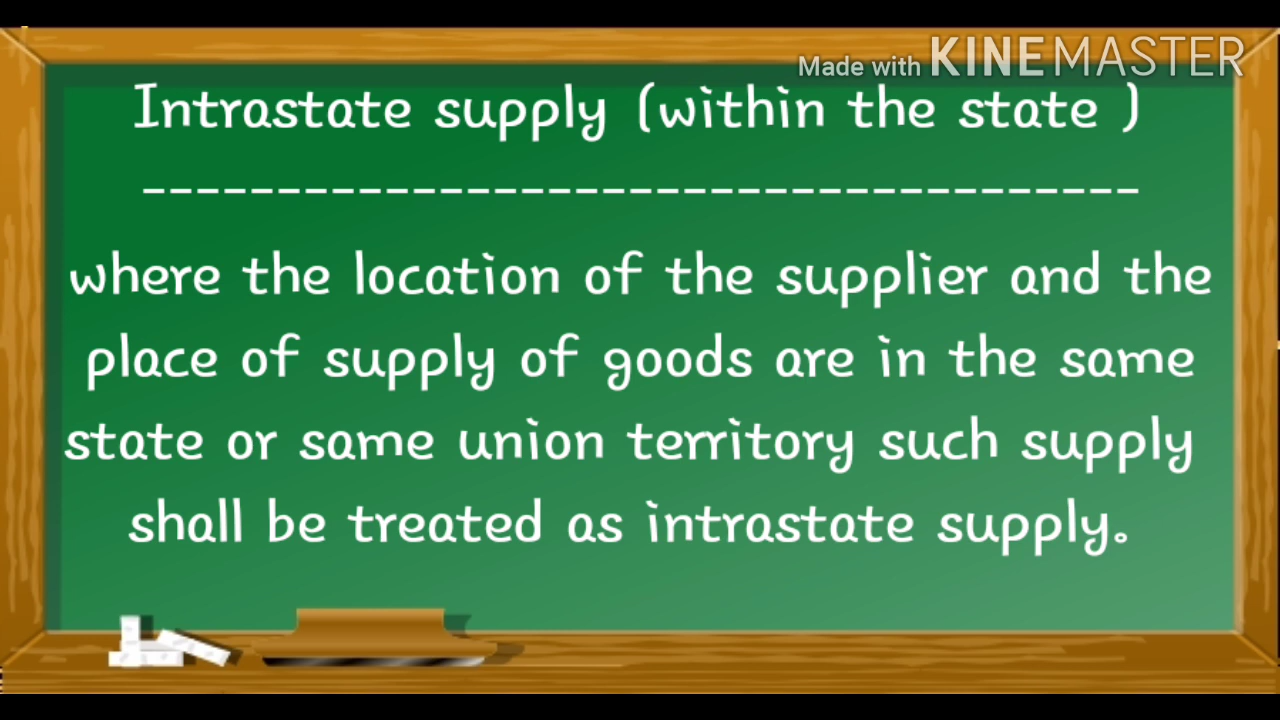 Made with KINEMASTER
Intrastate supply (within the state )
-------------------------------------
where the location of the supplier and the
place of supply of goods are in the same
state or same union territory such supply
shall be treated as intrastate supply.